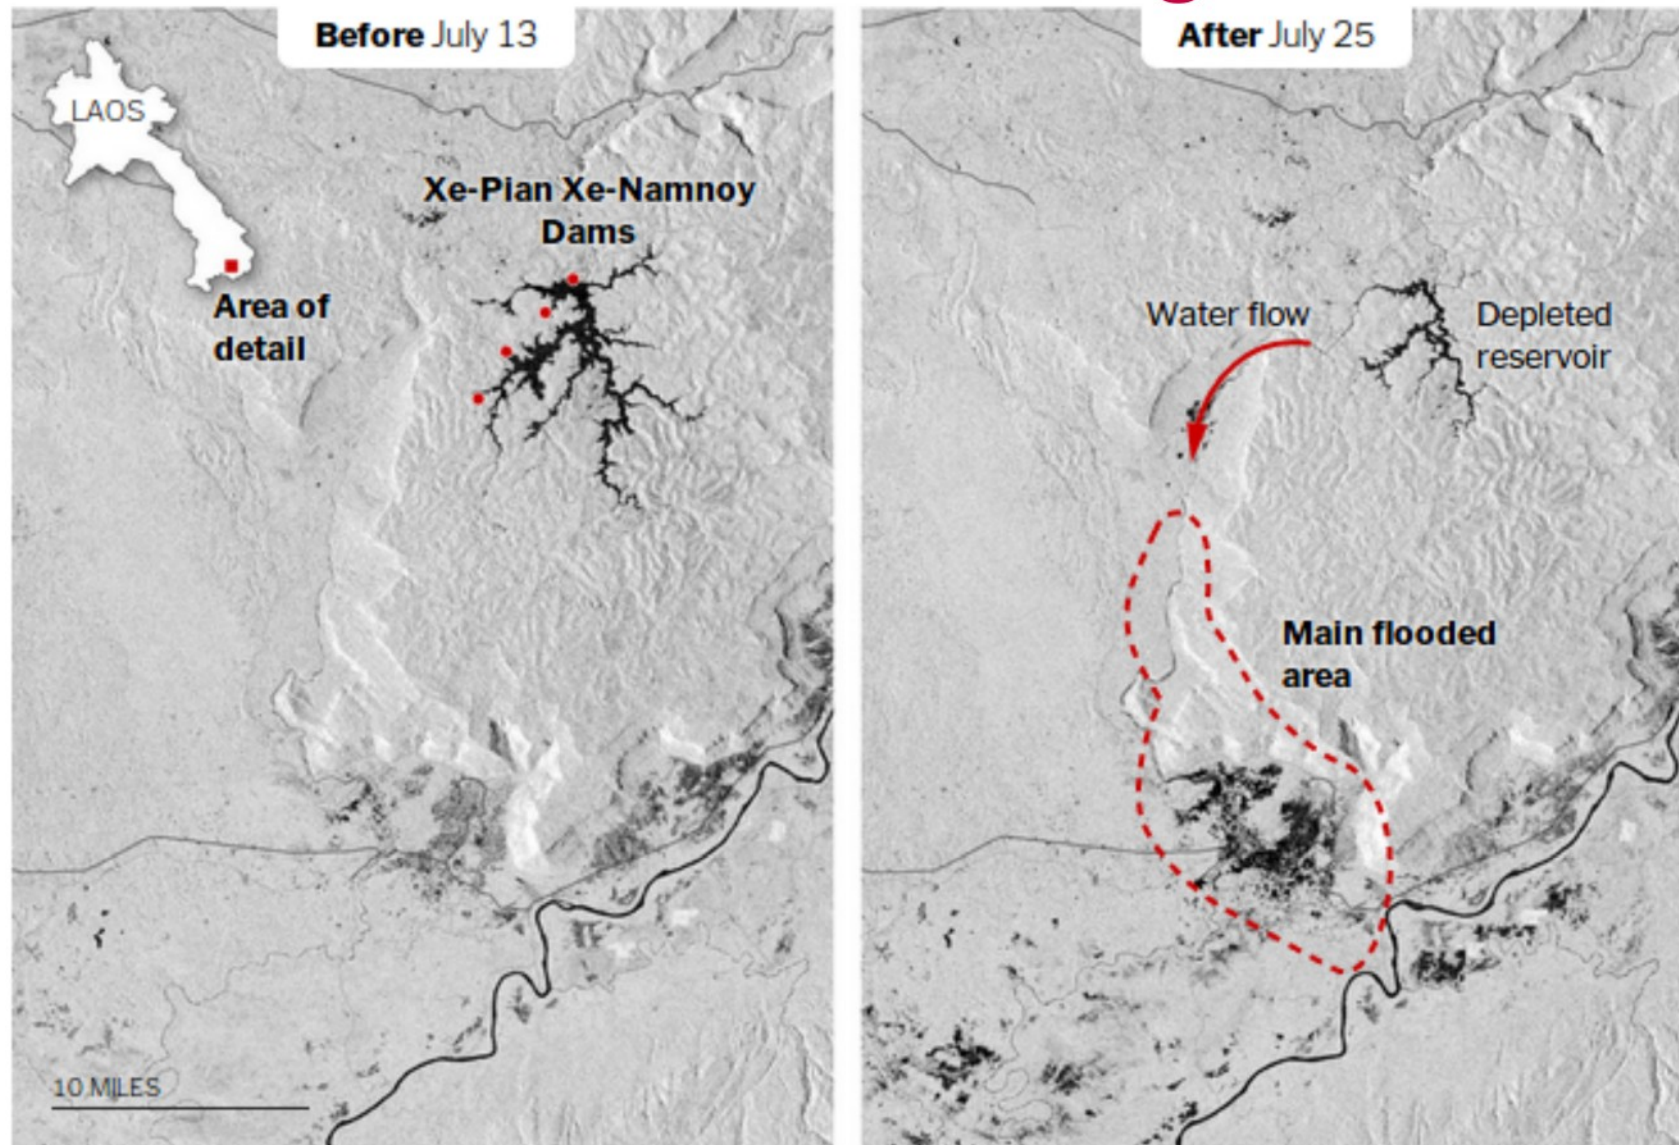 Before July 13
LAOS
Xe-Pian Xe-Namnoy
Dams
Area of
detail
10 MILES
After July 25
Water flow
Depleted
reservoir
Main flooded
area